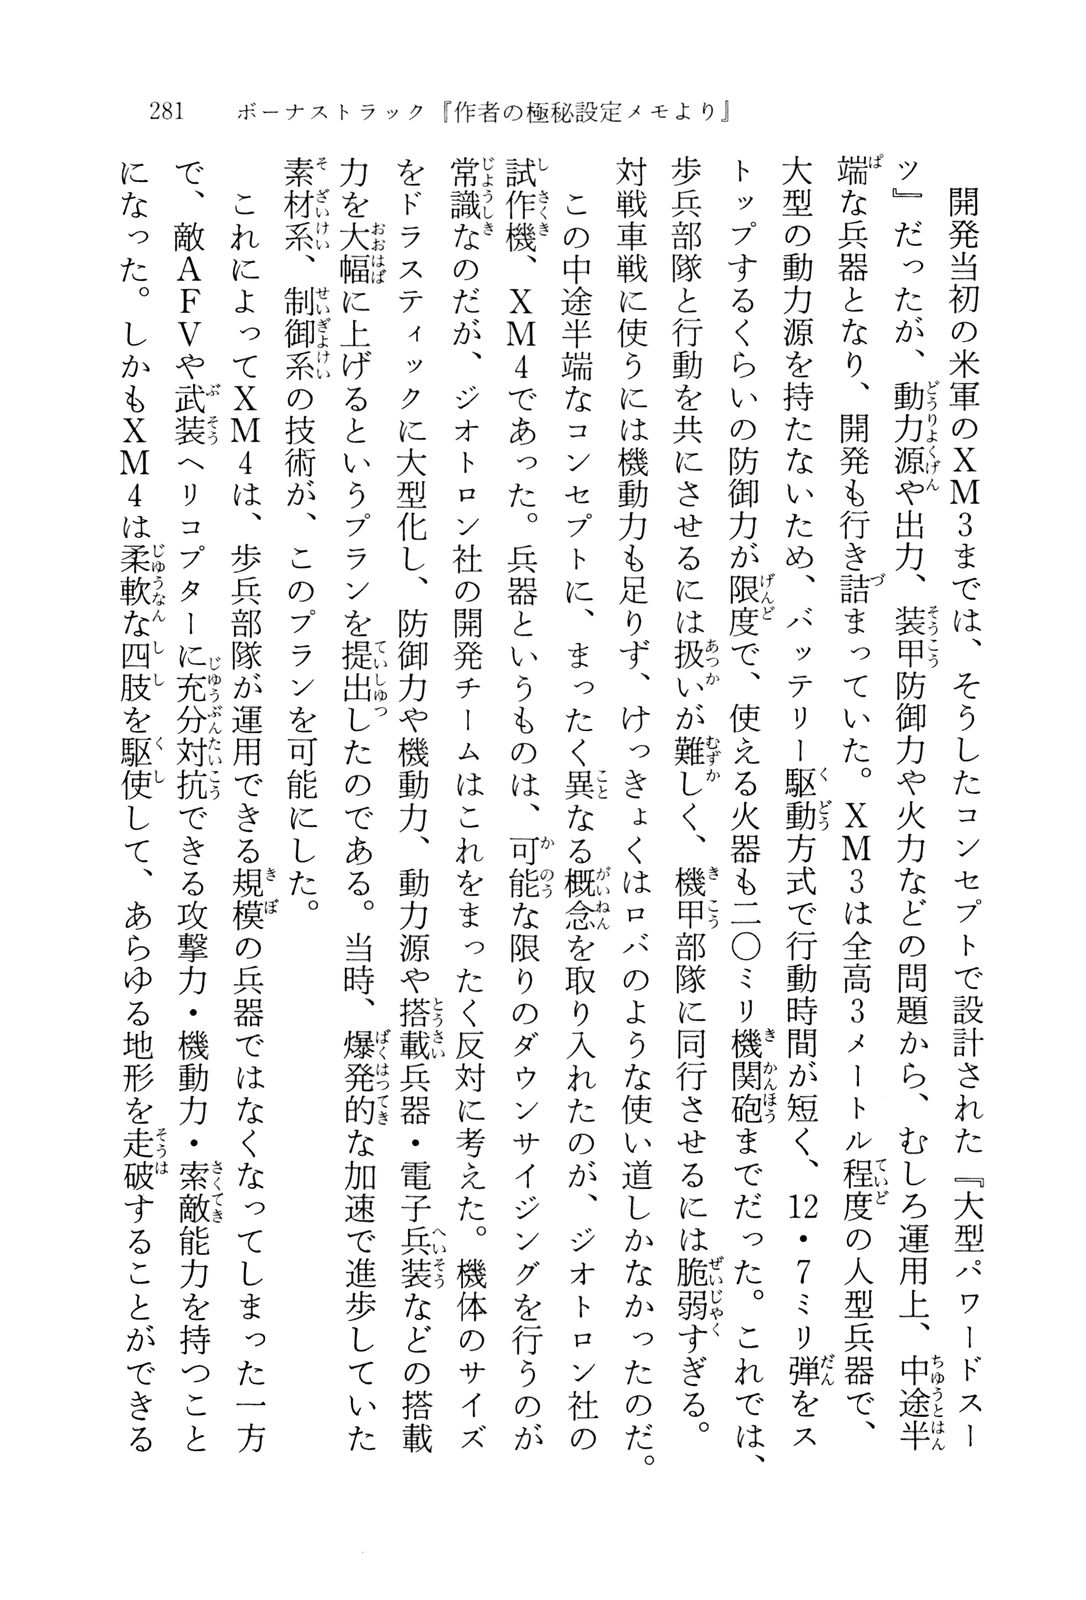 281 ボーナストラック『作者の極秘設定メモより』
開発当初の米軍のXM3までは、そうしたコンセプトで設計された『大型パワードスー
ツ』だったが、動力源や出力、装甲防御力や火力などの問題から、むしろ運用上、中途半
端な兵器となり、開発も行き詰まっていた。XM3は全高3メートル程度の人型兵器で、
大型の動力源を持たないため、バッテリー駆動方式で行動時間が短く、12・7ミリ弾をス
トップするくらいの防御力が限度で、使える火器も二〇ミリ機関砲までだった。これでは、
歩兵部隊と行動を共にさせるには扱いが難しく、機甲部隊に同行させるには脆弱すぎる。
対戦車戦に使うには機動力も足りず、けっきょくはロバのような使い道しかなかったのだ。
この中途半端なコンセプトに、まったく異なる概念を取り入れたのが、ジオトロン社の
試作機、XM4であった。兵器というものは、可能な限りのダウンサイジングを行うのが
常識なのだが、ジオトロン社の開発チームはこれをまったく反対に考えた。機体のサイズ
をドラスティックに大型化し、防御力や機動力、動力源や搭載兵器・電子兵装などの搭載
力を大幅に上げるというプランを提出したのである。当時、爆発的な加速で進歩していた
素材系、制御系の技術が、このプランを可能にした。
これによってXM4は、歩兵部隊が運用できる規模の兵器ではなくなってしまった一方
で、敵AFVや武装ヘリコプターに充分対抗できる攻撃力・機動力・索敵能力を持つこと
になった。しかもXM4は柔軟な四肢を駆使して、あらゆる地形を走破することができる